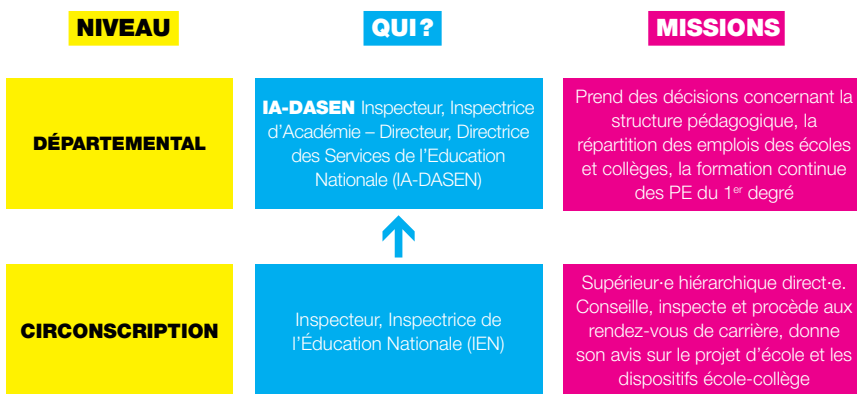 NIVEAU
QUI ?
MISSIONS
DÉPARTEMENTAL
IA-DASEN Inspecteur, Inspectrice
d’Académie – Directeur, Directrice
des Services de l’Education
Nationale (IA-DASEN)
Prend des décisions concernant la
structure pédagogique, la
répartition des emplois des écoles
et collèges, la formation continue
des PE du 1er degré
CIRCONSCRIPTION
Inspecteur, Inspectrice de
l’Éducation Nationale (IEN)
Supérieur·e hiérarchique direct·e.
Conseille, inspecte et procède aux
rendez-vous de carrière, donne
son avis sur le projet d’école et les
dispositifs école-collège